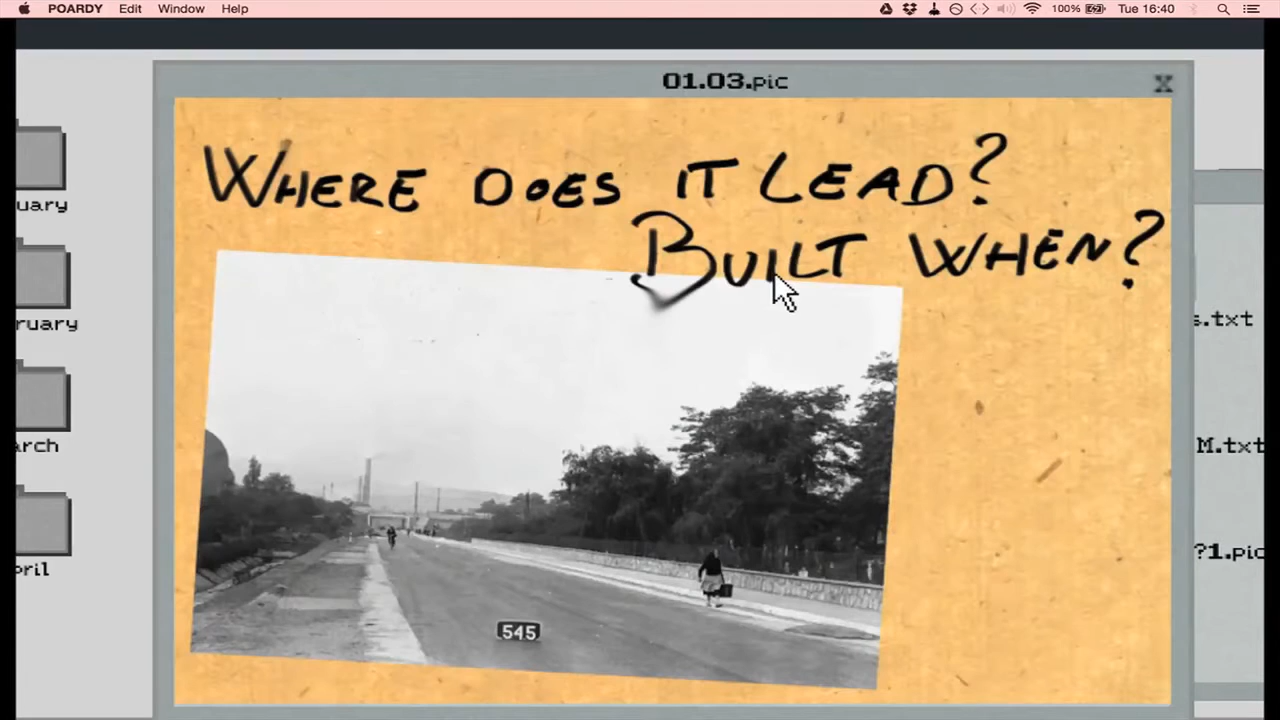 POARDY Edit Window Help 100% Tue 16:40
01.03.pic
X
WHERE DOES IT LEAD?
BUILT WHEN?
uary
ruary
arch
pril
s.txt
M.txt
?1.pic
545